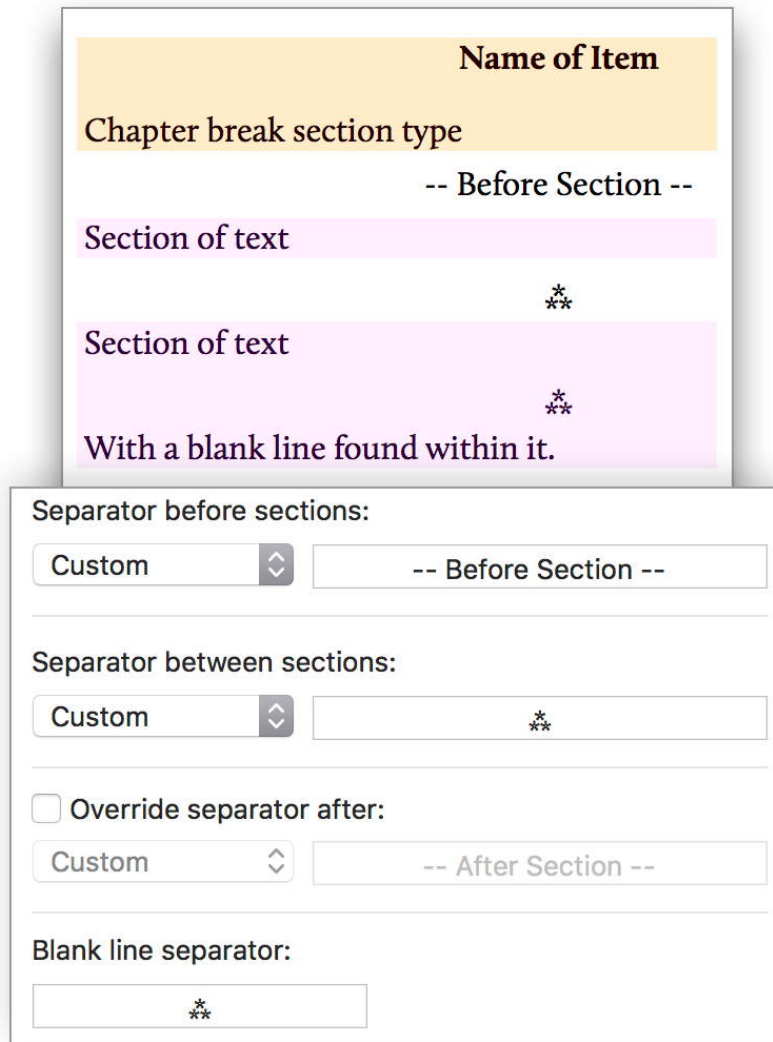 Name of Item
Chapter break section type
-- Before Section --
Section of text
⁂
Section of text
⁂
With a blank line found within it.
Separator before sections:
Custom -- Before Section --
Separator between sections:
Custom ⁂
Override separator after:
Custom -- After Section --
Blank line separator:
⁂